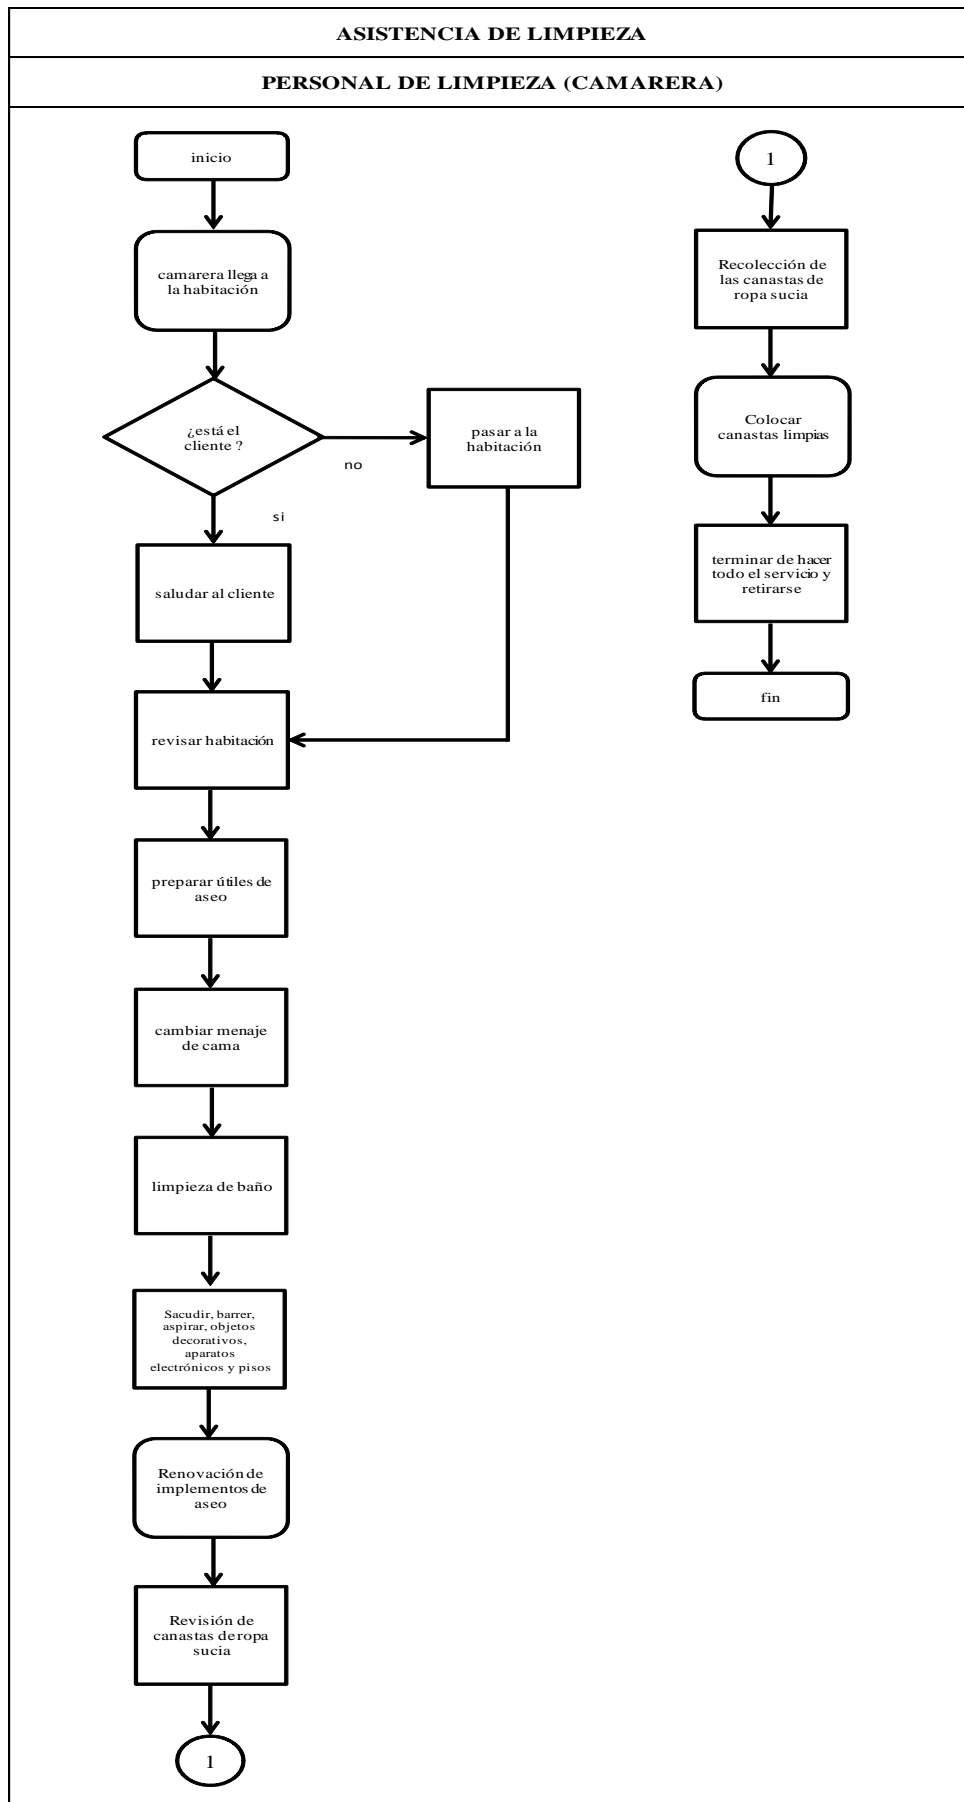 ASISTENCIA DE LIMPIEZA
PERSONAL DE LIMPIEZA (CAMARERA)
inicio
camarera llega a
la habitación
¿está el
cliente ?
no
pasar a la
habitación
si
saludar al cliente
revisar habitación
preparar útiles de
aseo
cambiar menaje
de cama
limpieza de baño
Sacudir, barrer,
aspirar, objetos
decorativos,
aparatos
electrónicos y pisos
Renovación de
implementos de
aseo
Revisión de
canastas de ropa
sucia
1
1
Recolección de
las canastas de
ropa sucia
Colocar
canastas limpias
terminar de hacer
todo el servicio y
retirarse
fin